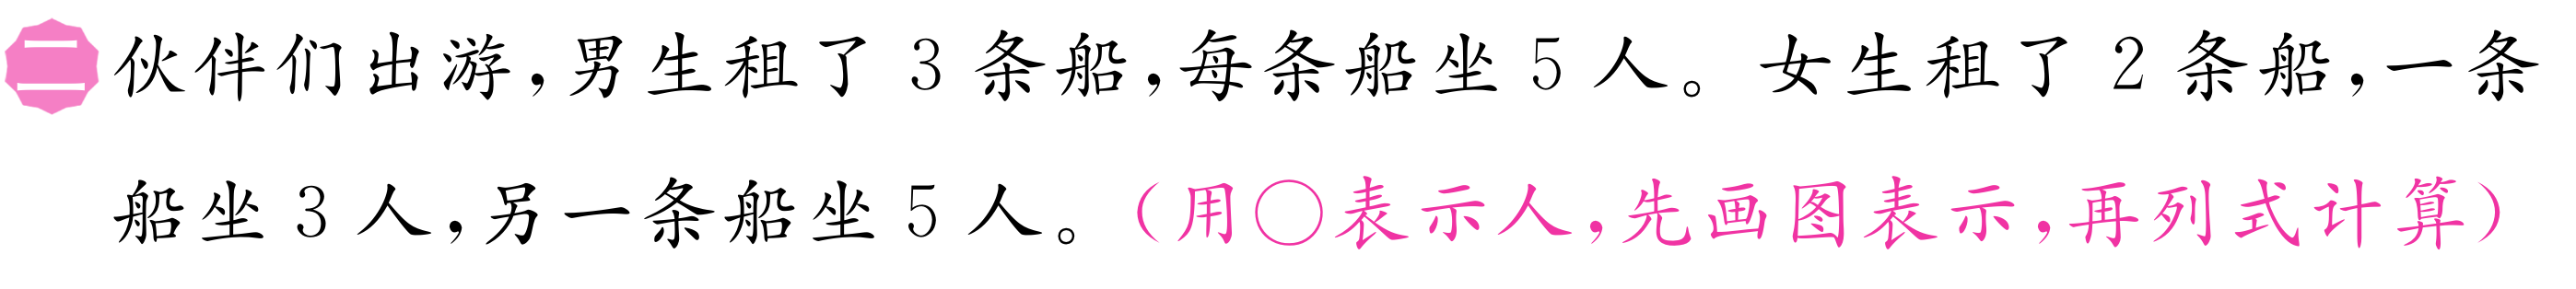 二 伙伴们出游,男生租了 3 条船,每条船坐 5 人。女生租了 2 条船,一条
船坐 3 人,另一条船坐 5 人。(用○表示人,先画图表示,再列式计算)